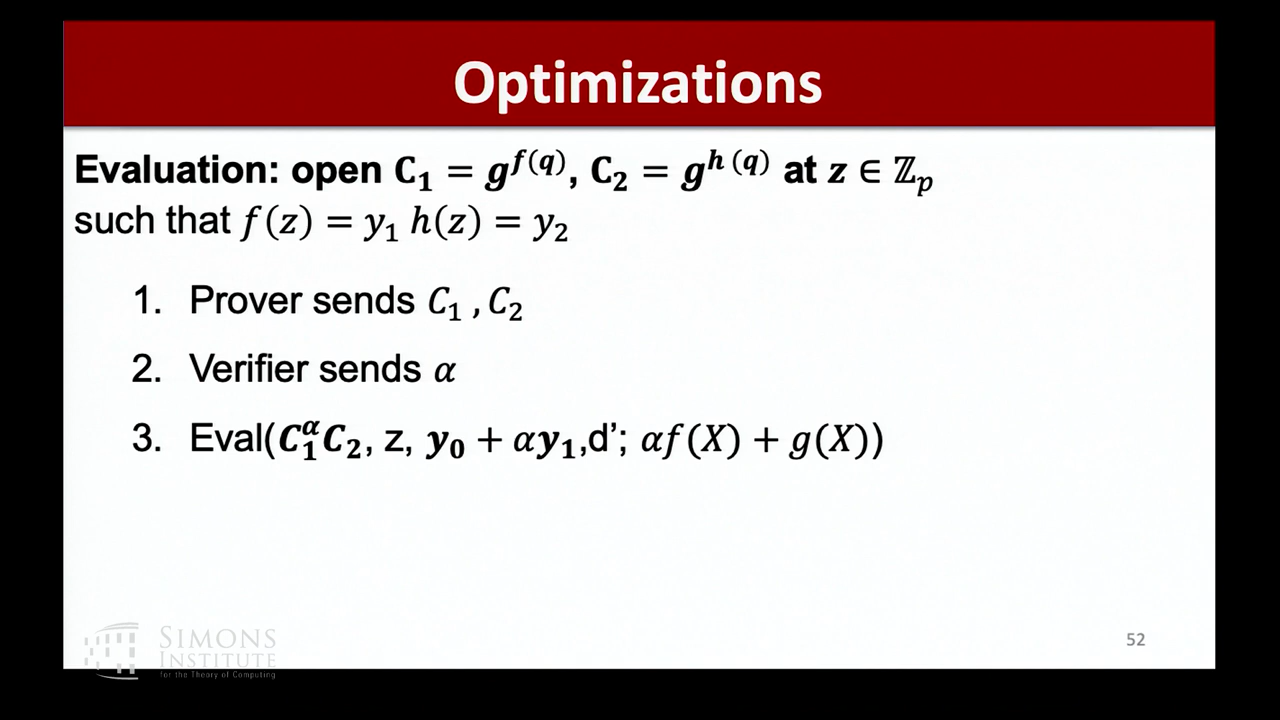 Optimizations
Evaluation: open C₁ = g^{f(q)}, C₂ = g^{h (q)} at z ∈ ℤₚ
such that f(z) = y₁ h(z) = y₂
1. Prover sends C₁ , C₂
2. Verifier sends α
3. Eval(C₁^α C₂, z, y₀ + αy₁,d’; αf(X) + g(X))
52
SIMONS
INSTITUTE
for the Theory of Computing